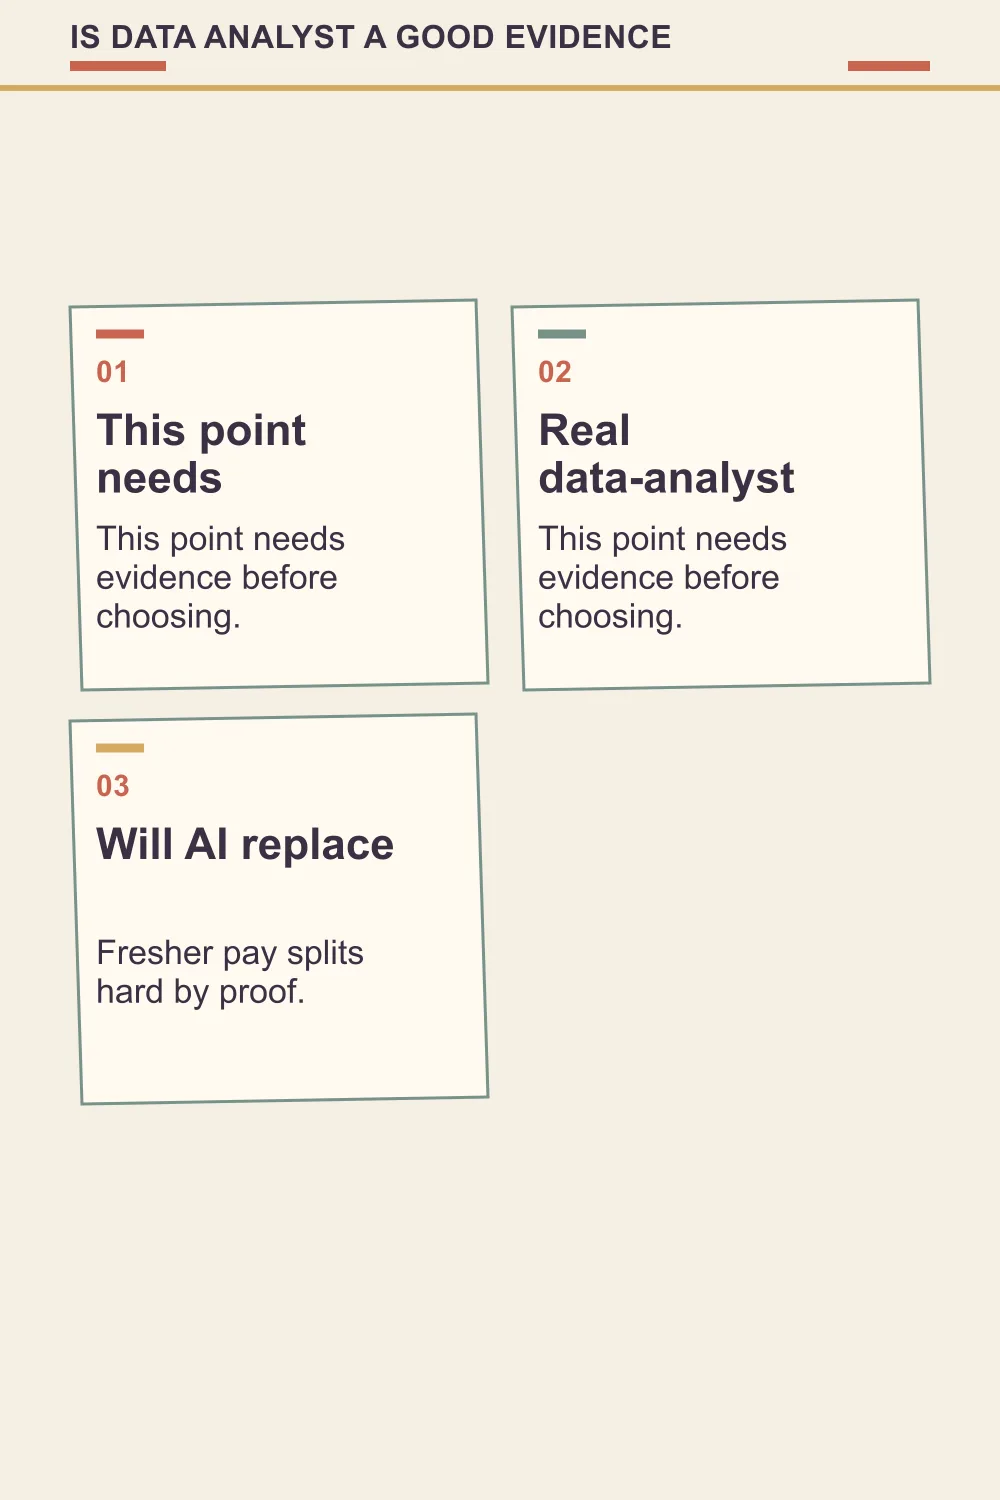 IS DATA ANALYST A GOOD EVIDENCE
01
This point
needs
This point needs
evidence before
choosing.
02
Real
data-analyst
This point needs
evidence before
choosing.
03
Will AI replace
Fresher pay splits
hard by proof.